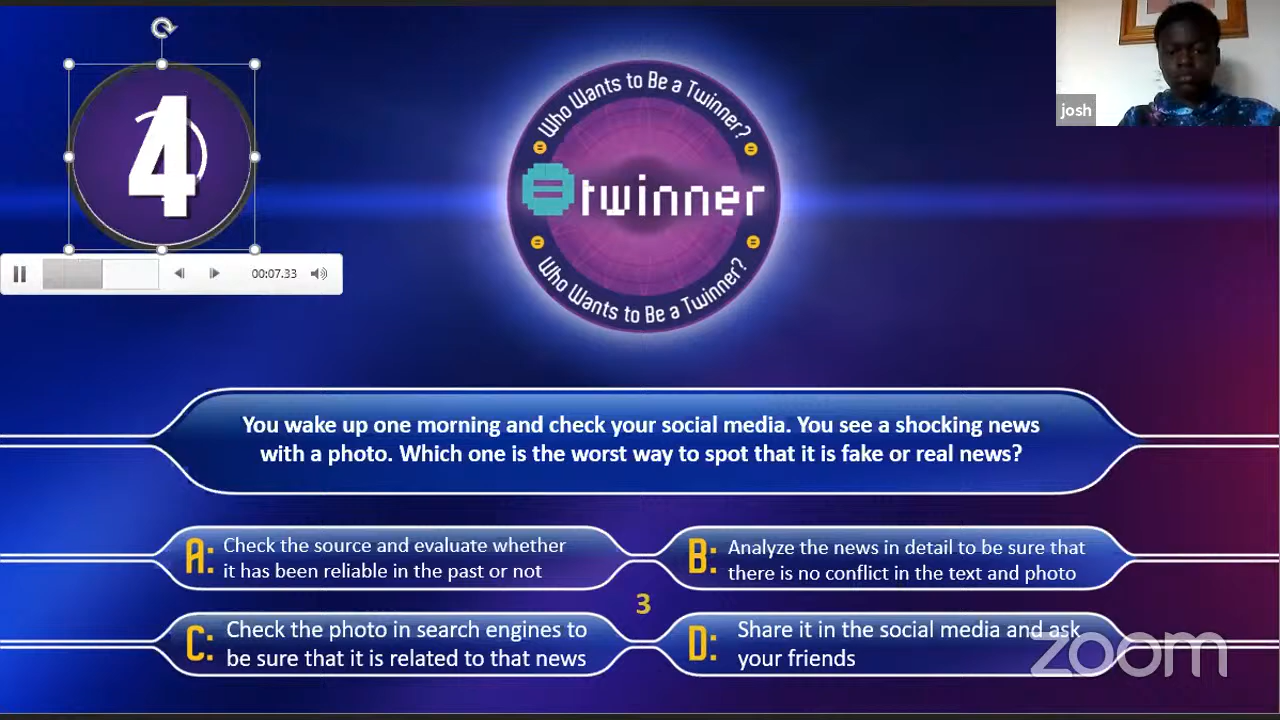 4
josh
Who Wants to Be a Twinner?
twinner
Who Wants to Be a Twinner?
00:07.33
You wake up one morning and check your social media. You see a shocking news
with a photo. Which one is the worst way to spot that it is fake or real news?
A: Check the source and evaluate whether
it has been reliable in the past or not
B: Analyze the news in detail to be sure that
there is no conflict in the text and photo
3
C: Check the photo in search engines to
be sure that it is related to that news
D: Share it in the social media and ask
your friends
zoom